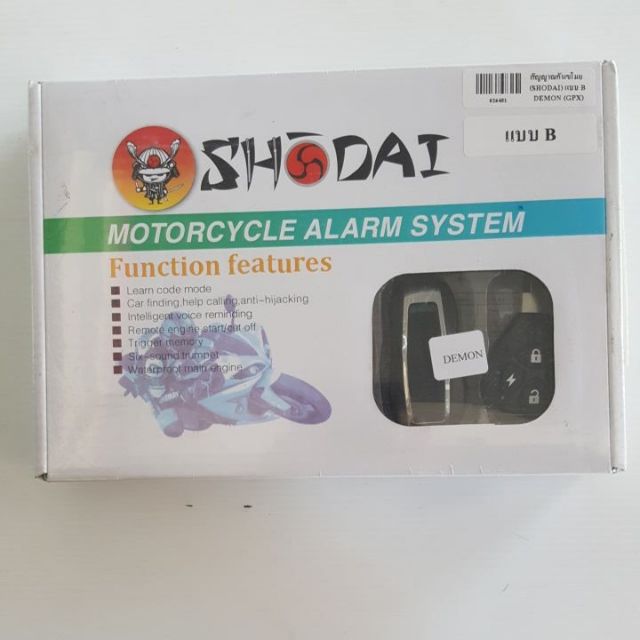 SHŌDAI
สัญญาณกันขโมย
(SHODAI) แบบ B
DEMON (GPX)
แบบ B
MOTORCYCLE ALARM SYSTEM
Function features
Learn code mode
Car finding,help calling,anti-hijacking
Intelligent voice reminding
Remote engine start/cut off
Trigger memory
Six-sound trumpet
Waterproof main engine
DEMON